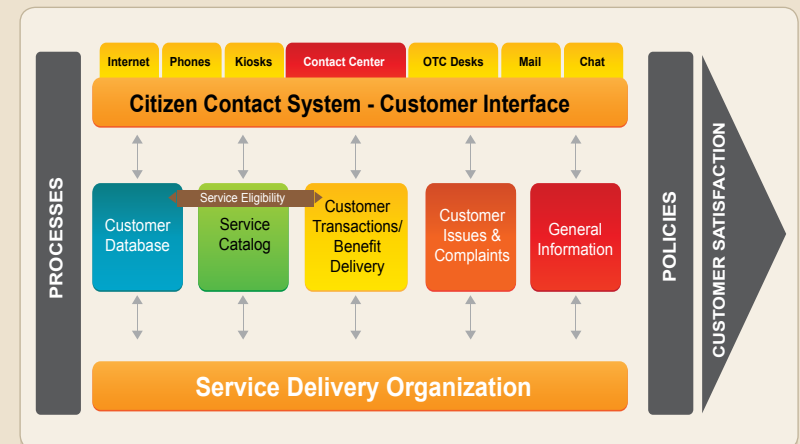 Internet Phones Kiosks Contact Center OTC Desks Mail Chat
Citizen Contact System - Customer Interface
PROCESSES
Service Eligibility
Customer
Database
Service
Catalog
Customer
Transactions/
Benefit
Delivery
Customer
Issues &
Complaints
General
Information
POLICIES
CUSTOMER SATISFACTION
Service Delivery Organization